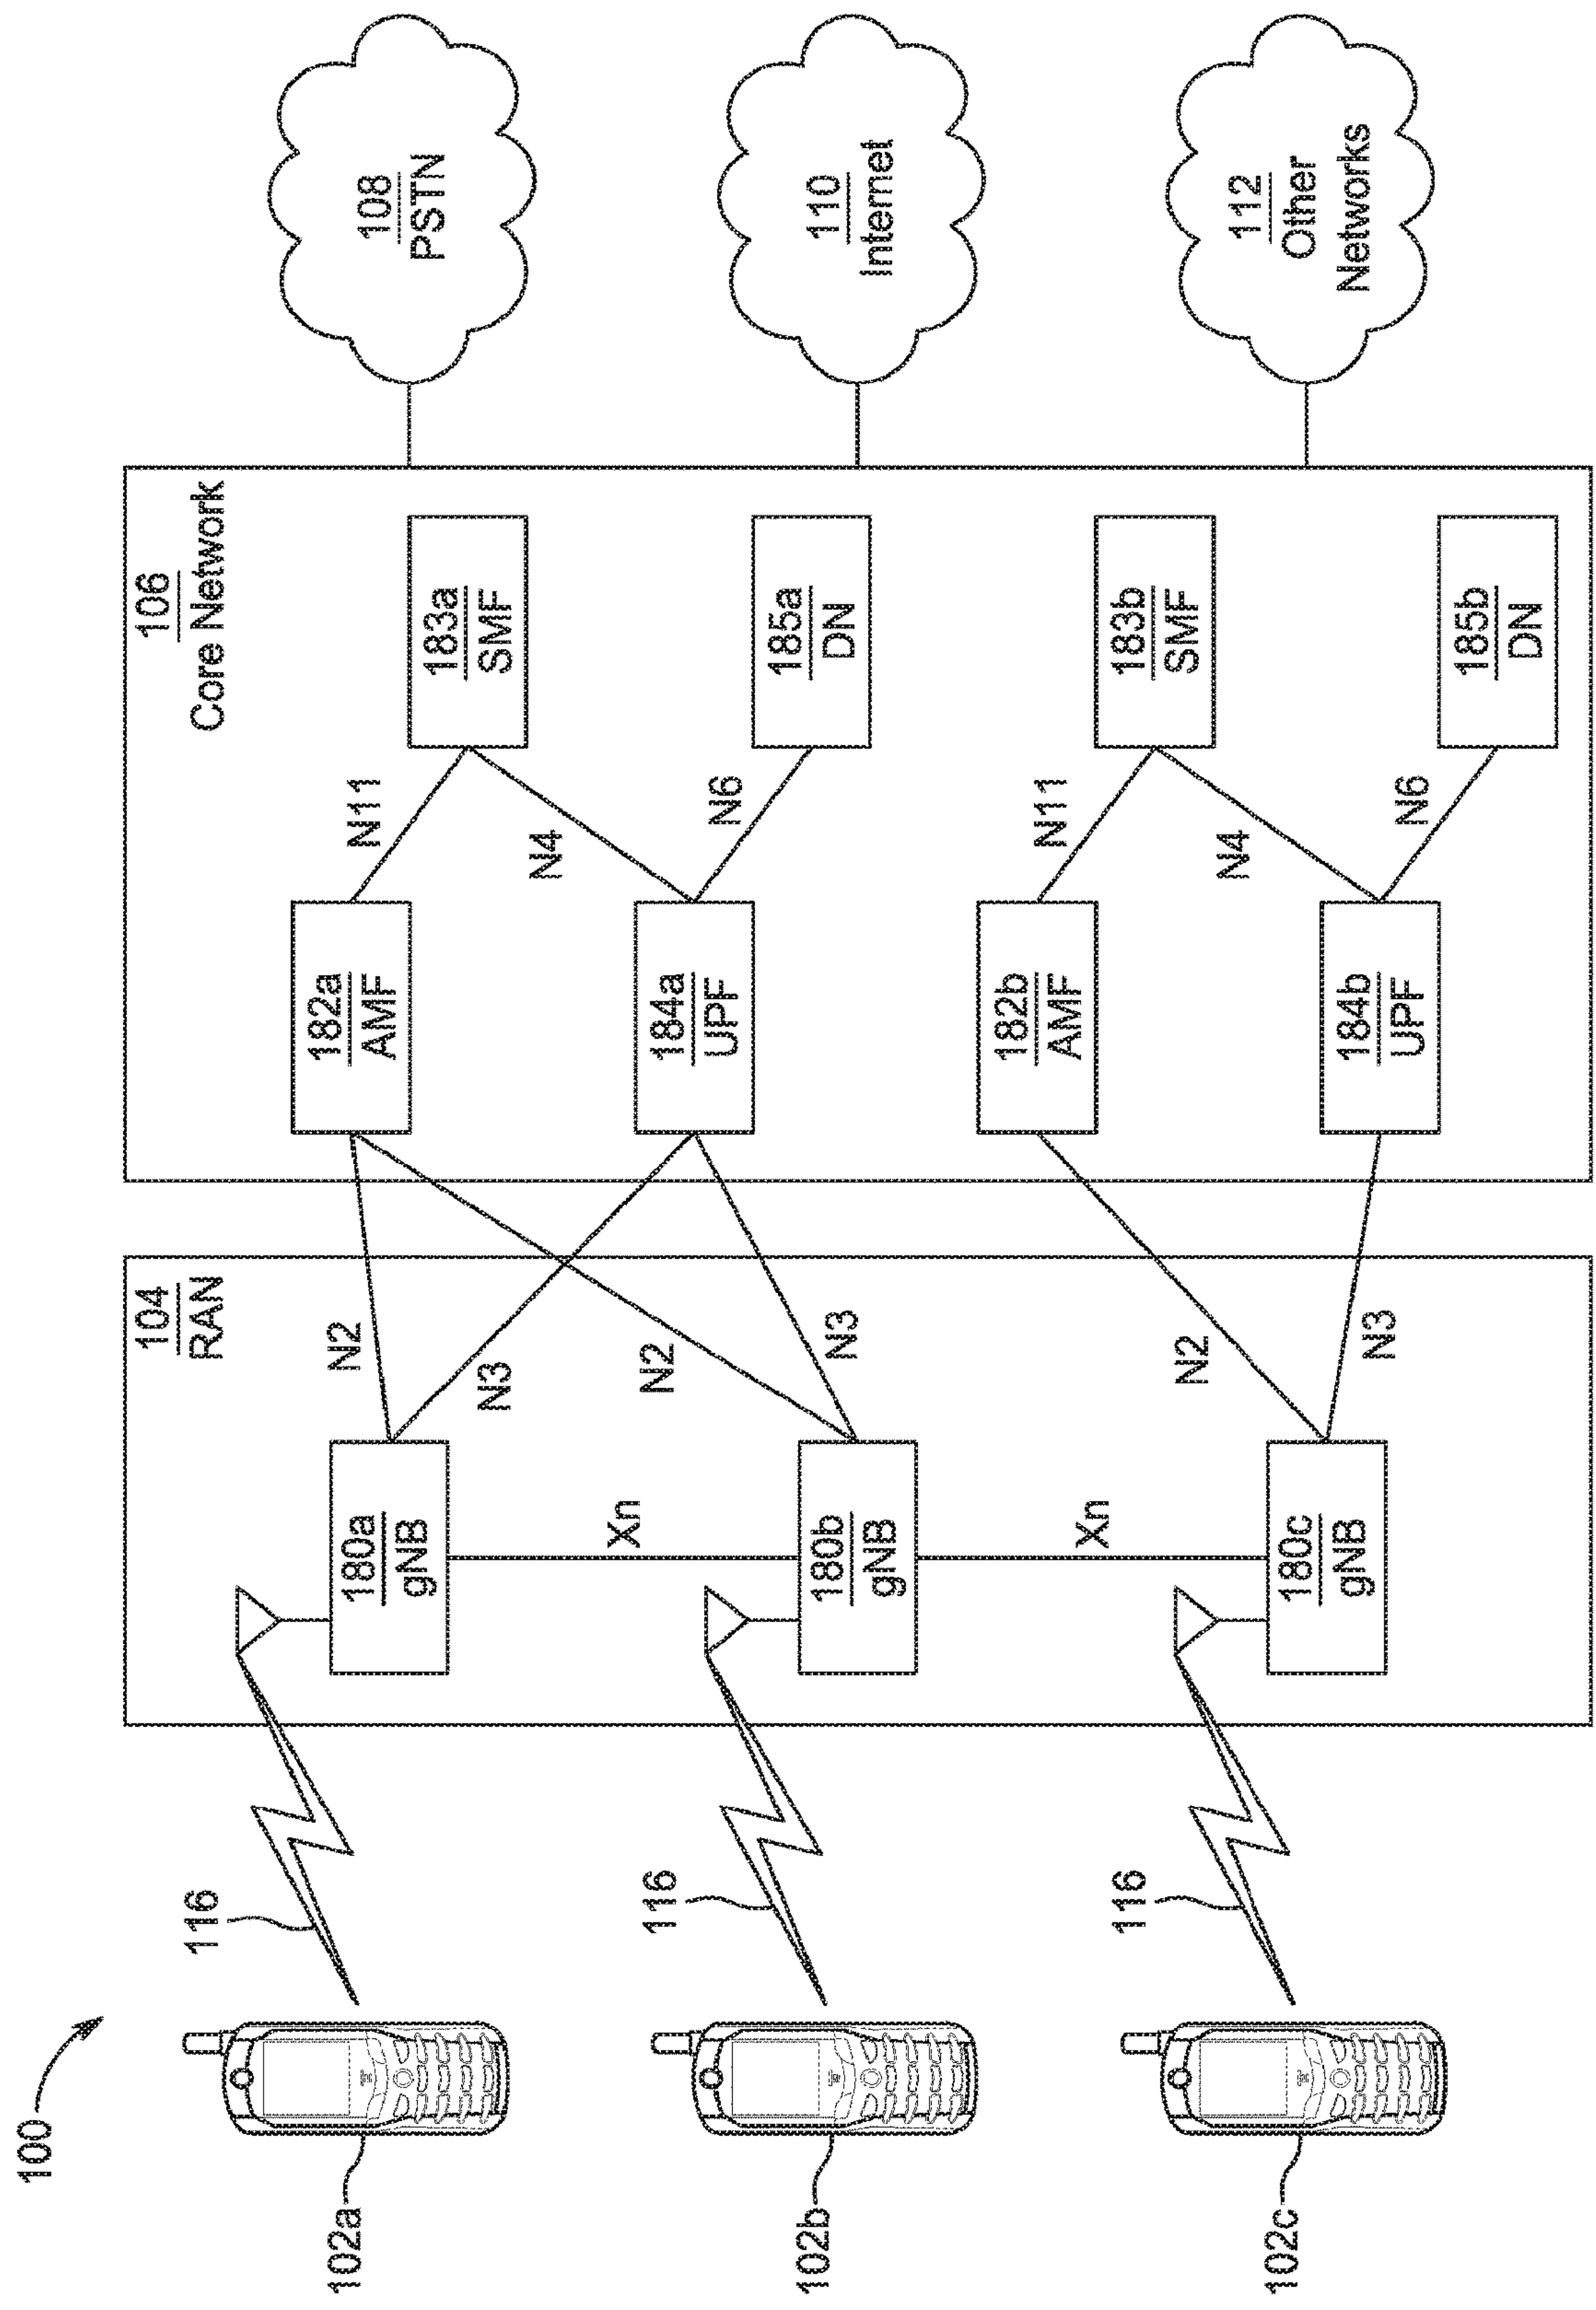 100
102a
102b
102c
116
116
116
104
RAN
180a
gNB
180b
gNB
180c
gNB
Xn
Xn
N2
N3
N2
N3
N2
N3
106
Core Network
182a
AMF
184a
UPF
182b
AMF
184b
UPF
N11
N4
N6
N11
N4
N6
183a
SMF
185a
DN
183b
SMF
185b
DN
108
PSTN
110
Internet
112
Other
Networks